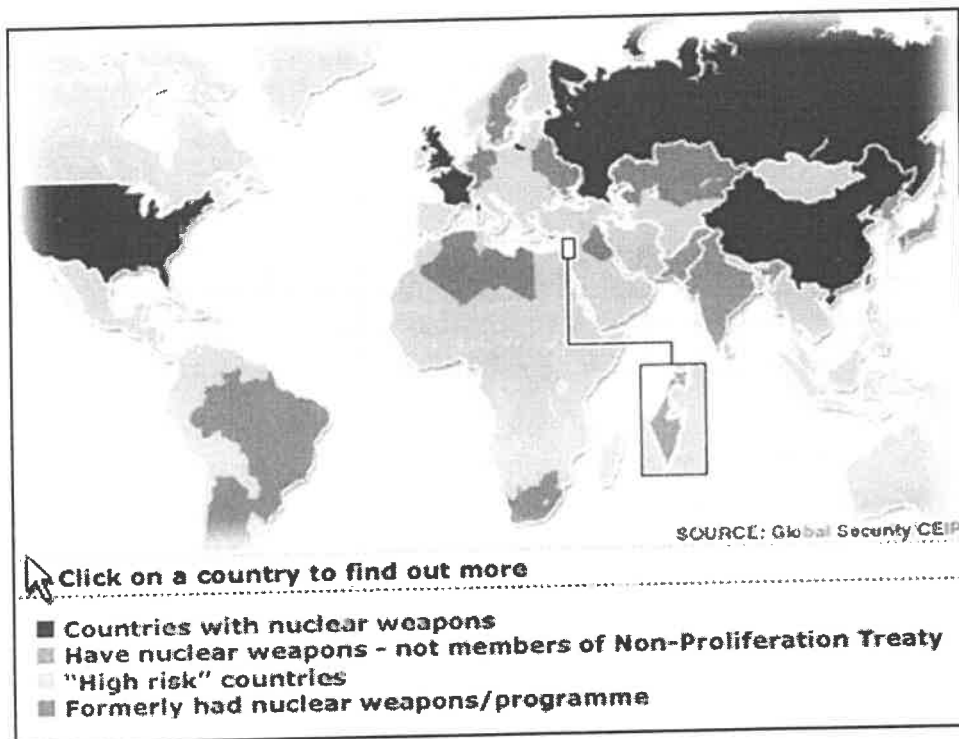 SOURCE: Global Security CEIP
Click on a country to find out more
Countries with nuclear weapons
Have nuclear weapons - not members of Non-Proliferation Treaty
"High risk" countries
Formerly had nuclear weapons/programme